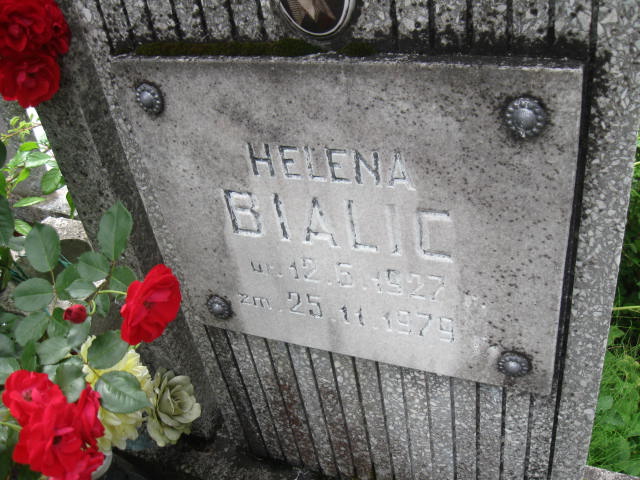 HELENA
BIALIC
ur. 12.5.1927 r.
zm. 25.11.1979 r.